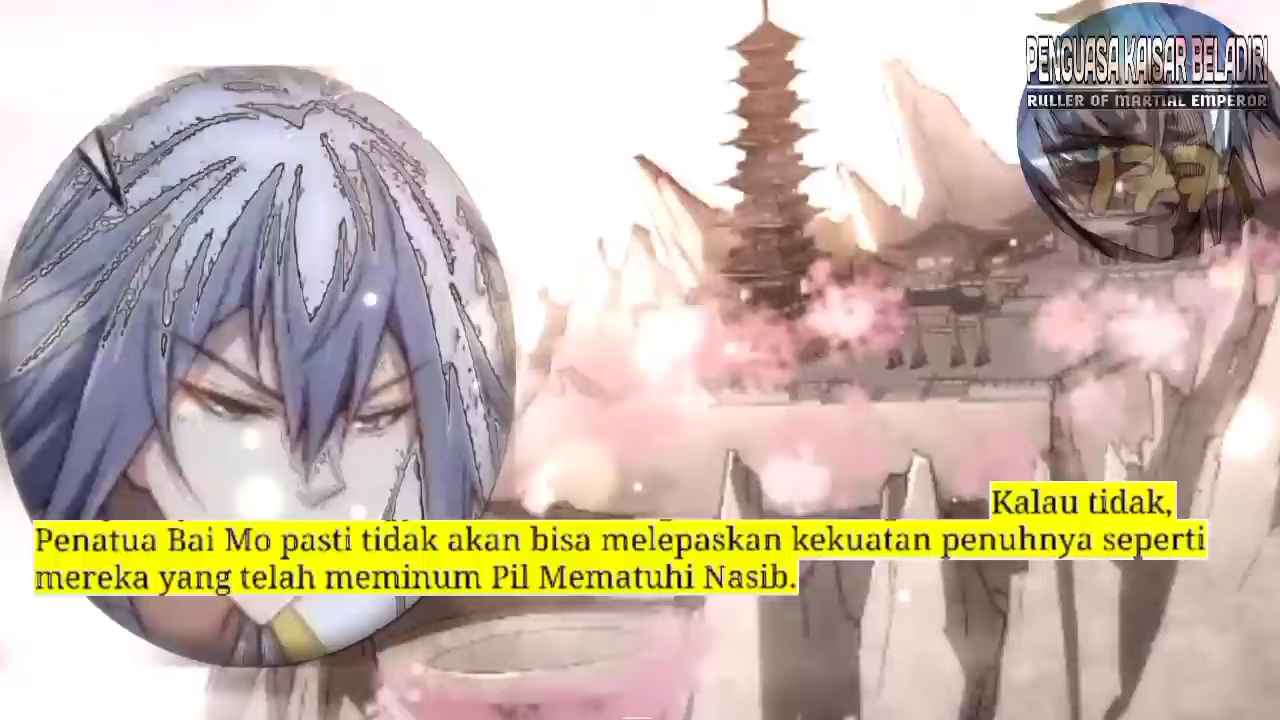 PENGUASA KAISAR BELADIRI
RULLER OF MARTIAL EMPEROR
Kalau tidak,
Penatua Bai Mo pasti tidak akan bisa melepaskan kekuatan penuhnya seperti
mereka yang telah meminum Pil Mematuhi Nasib.